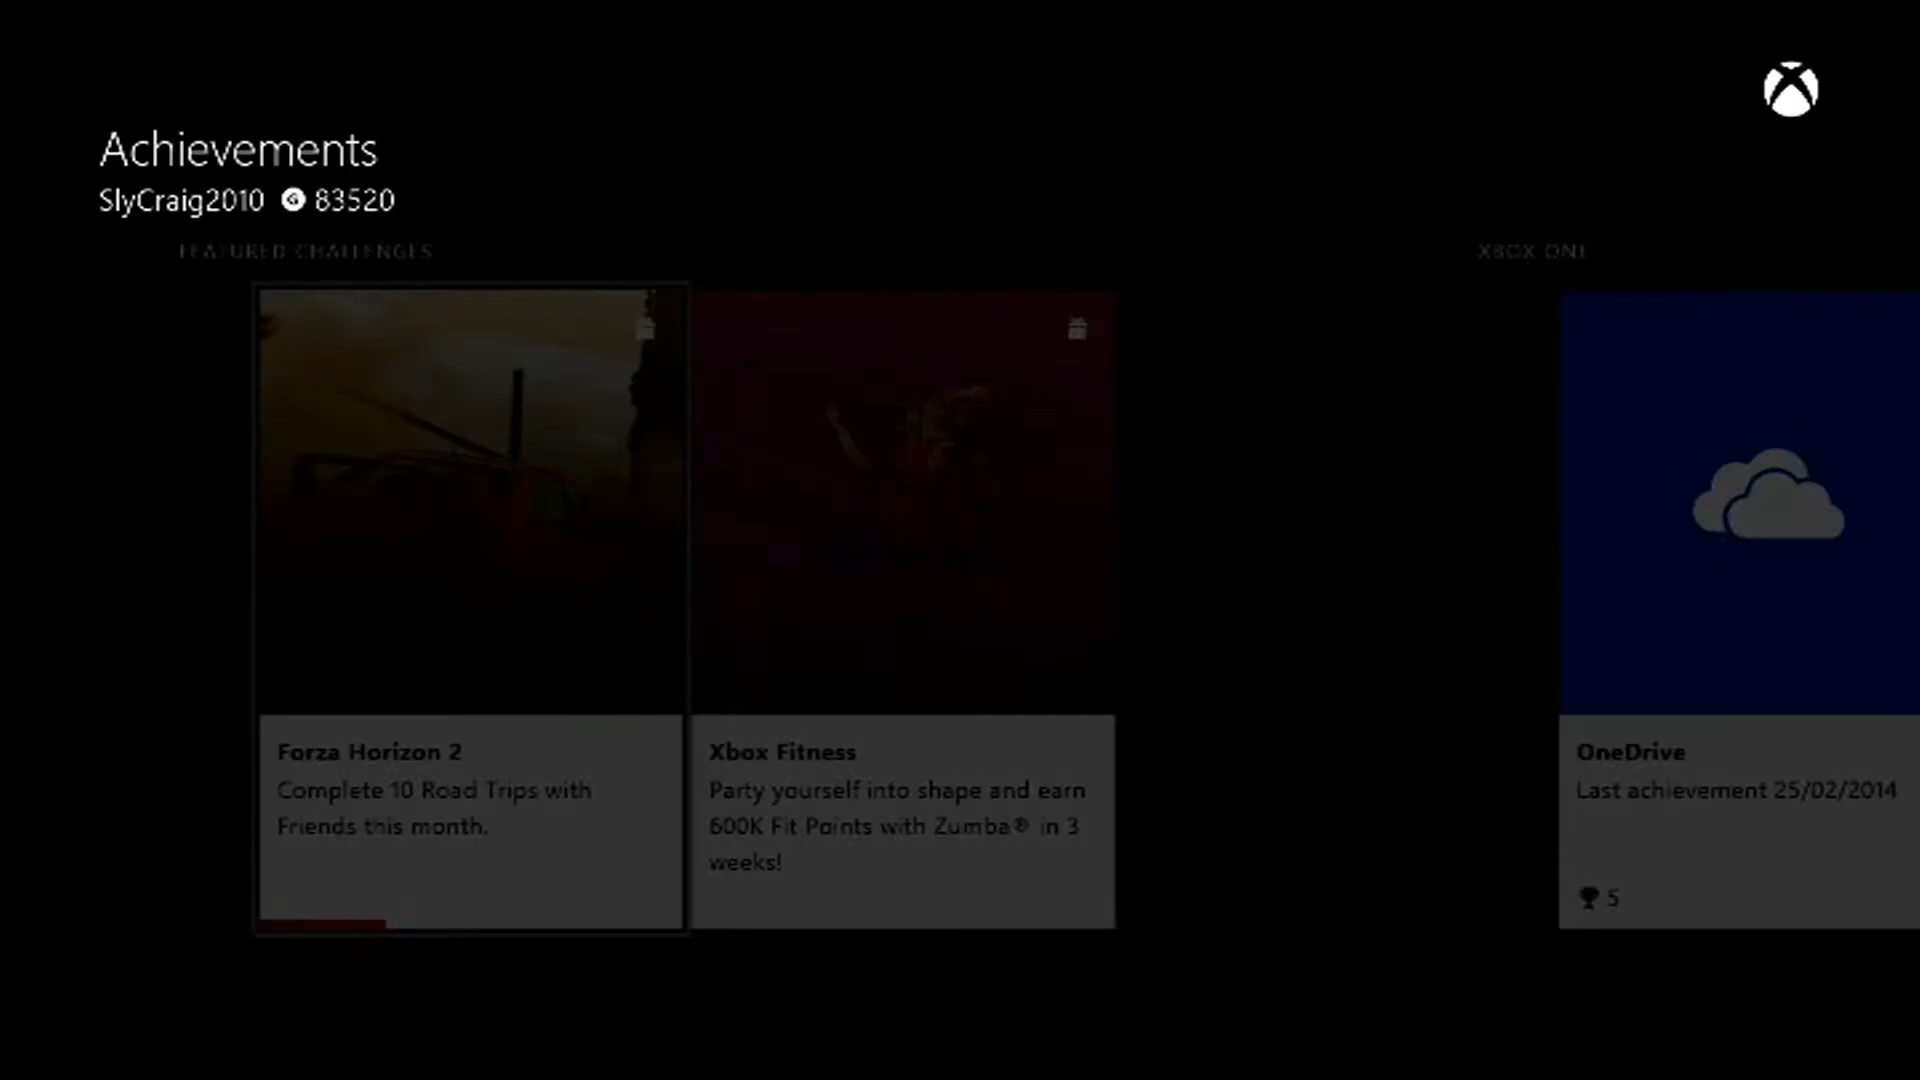 Achievements
SlyCraig2010 G 83520
FEATURED CHALLENGES
XBOX ONE
Forza Horizon 2
Complete 10 Road Trips with
Friends this month.
Xbox Fitness
Party yourself into shape and earn
600K Fit Points with Zumba® in 3
weeks!
OneDrive
Last achievement 25/02/2014
5